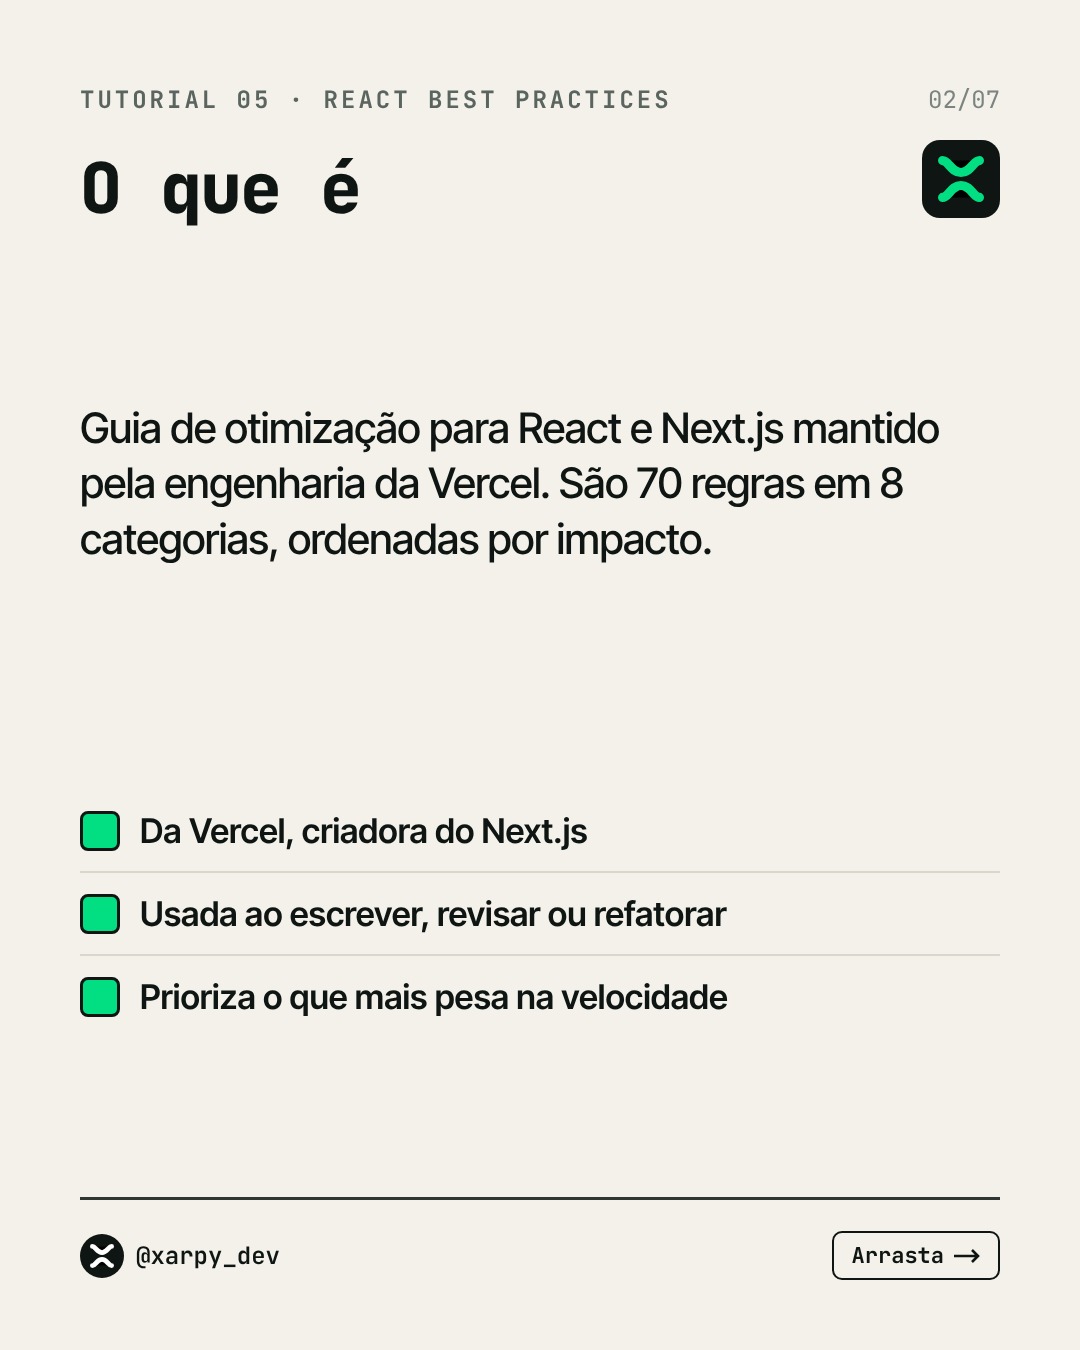 TUTORIAL 05 · REACT BEST PRACTICES
02/07
O que é
Guia de otimização para React e Next.js mantido
pela engenharia da Vercel. São 70 regras em 8
categorias, ordenadas por impacto.
Da Vercel, criadora do Next.js
Usada ao escrever, revisar ou refatorar
Prioriza o que mais pesa na velocidade
@xarpy_dev
Arrasta →